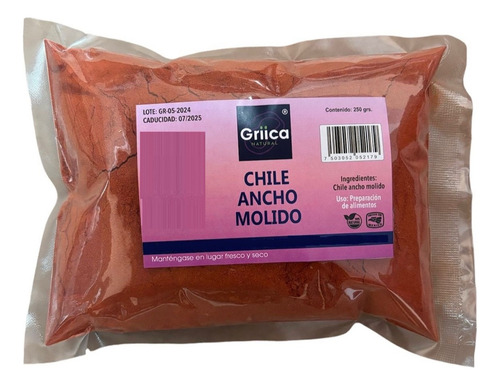 LOTE: GR-05-2024
CADUCIDAD: 07/2025
Griica®
NATURAL
CHILE
ANCHO
MOLIDO
Manténgase en lugar fresco y seco
Contenido: 250 grs.
Ingredientes:
Chile ancho molido
Uso: Preparación
de alimentos